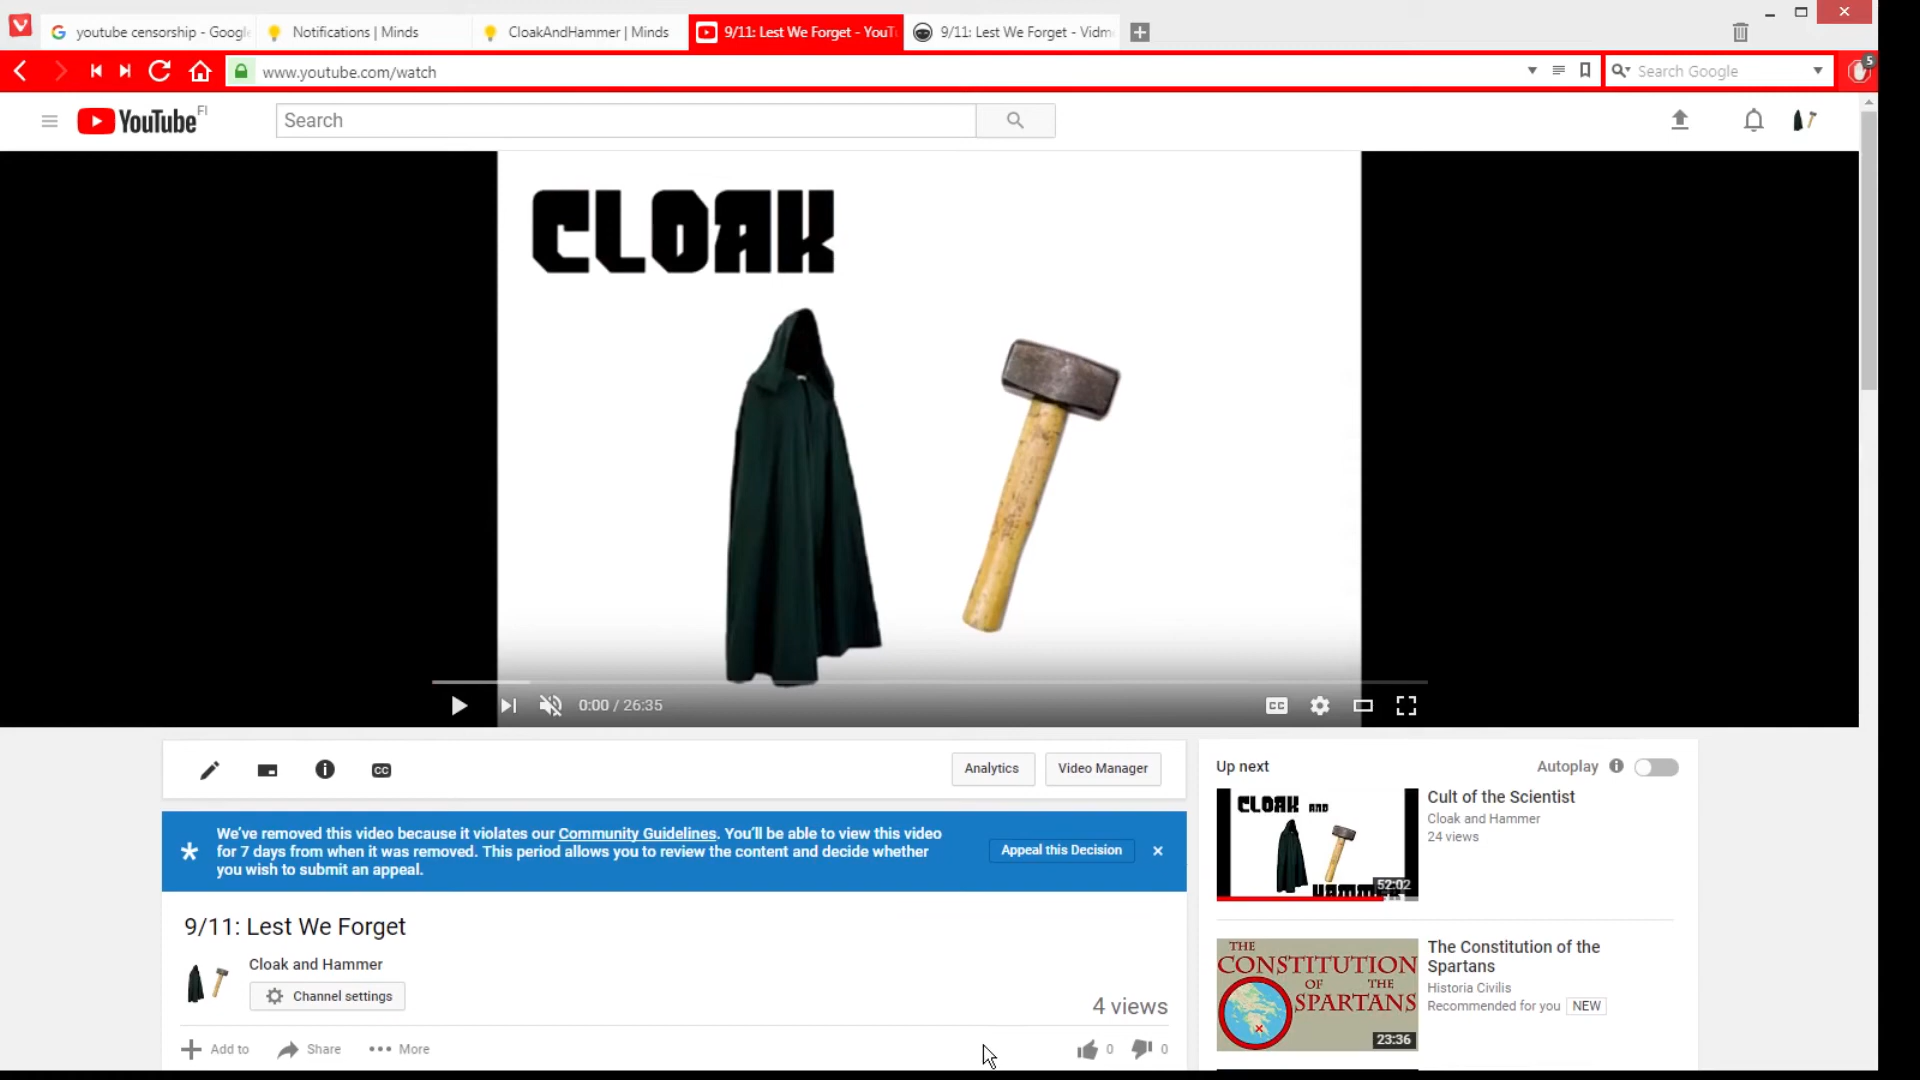 youtube censorship - Googl
Notifications | Minds
CloakAndHammer | Minds
9/11: Lest We Forget - YouT
9/11: Lest We Forget - Vidm
www.youtube.com/watch
Search Google
5
YouTube FI
Search
CLOAK
0:00 / 26:35
CC
CC
Analytics
Video Manager
We've removed this video because it violates our Community Guidelines. You'll be able to view this video
for 7 days from when it was removed. This period allows you to review the content and decide whether
you wish to submit an appeal.
Appeal this Decision
9/11: Lest We Forget
Cloak and Hammer
Channel settings
4 views
Add to
Share
More
0
0
Up next
Autoplay
CLOAK AND
HAMMER
52:02
Cult of the Scientist
Cloak and Hammer
24 views
THE
CONSTITUTION
OF THE
SPARTANS
23:36
The Constitution of the
Spartans
Historia Civilis
Recommended for you
NEW